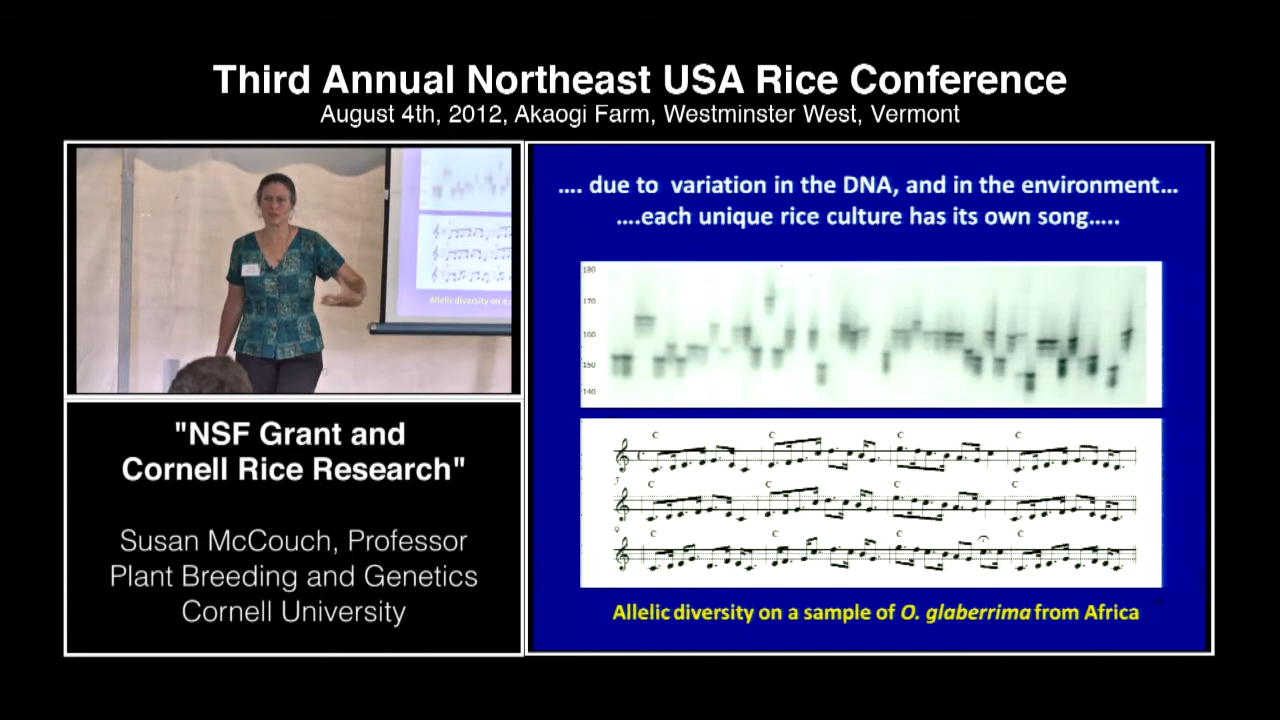 Third Annual Northeast USA Rice Conference
August 4th, 2012, Akaogi Farm, Westminster West, Vermont
"NSF Grant and
Cornell Rice Research"
Susan McCouch, Professor
Plant Breeding and Genetics
Cornell University
.... due to variation in the DNA, and in the environment...
....each unique rice culture has its own song.....
180
170
160
150
140
C C C C
5
C C C C
9
C C C C
Allelic diversity on a sample of O. glaberrima from Africa
Allelic diversity on a